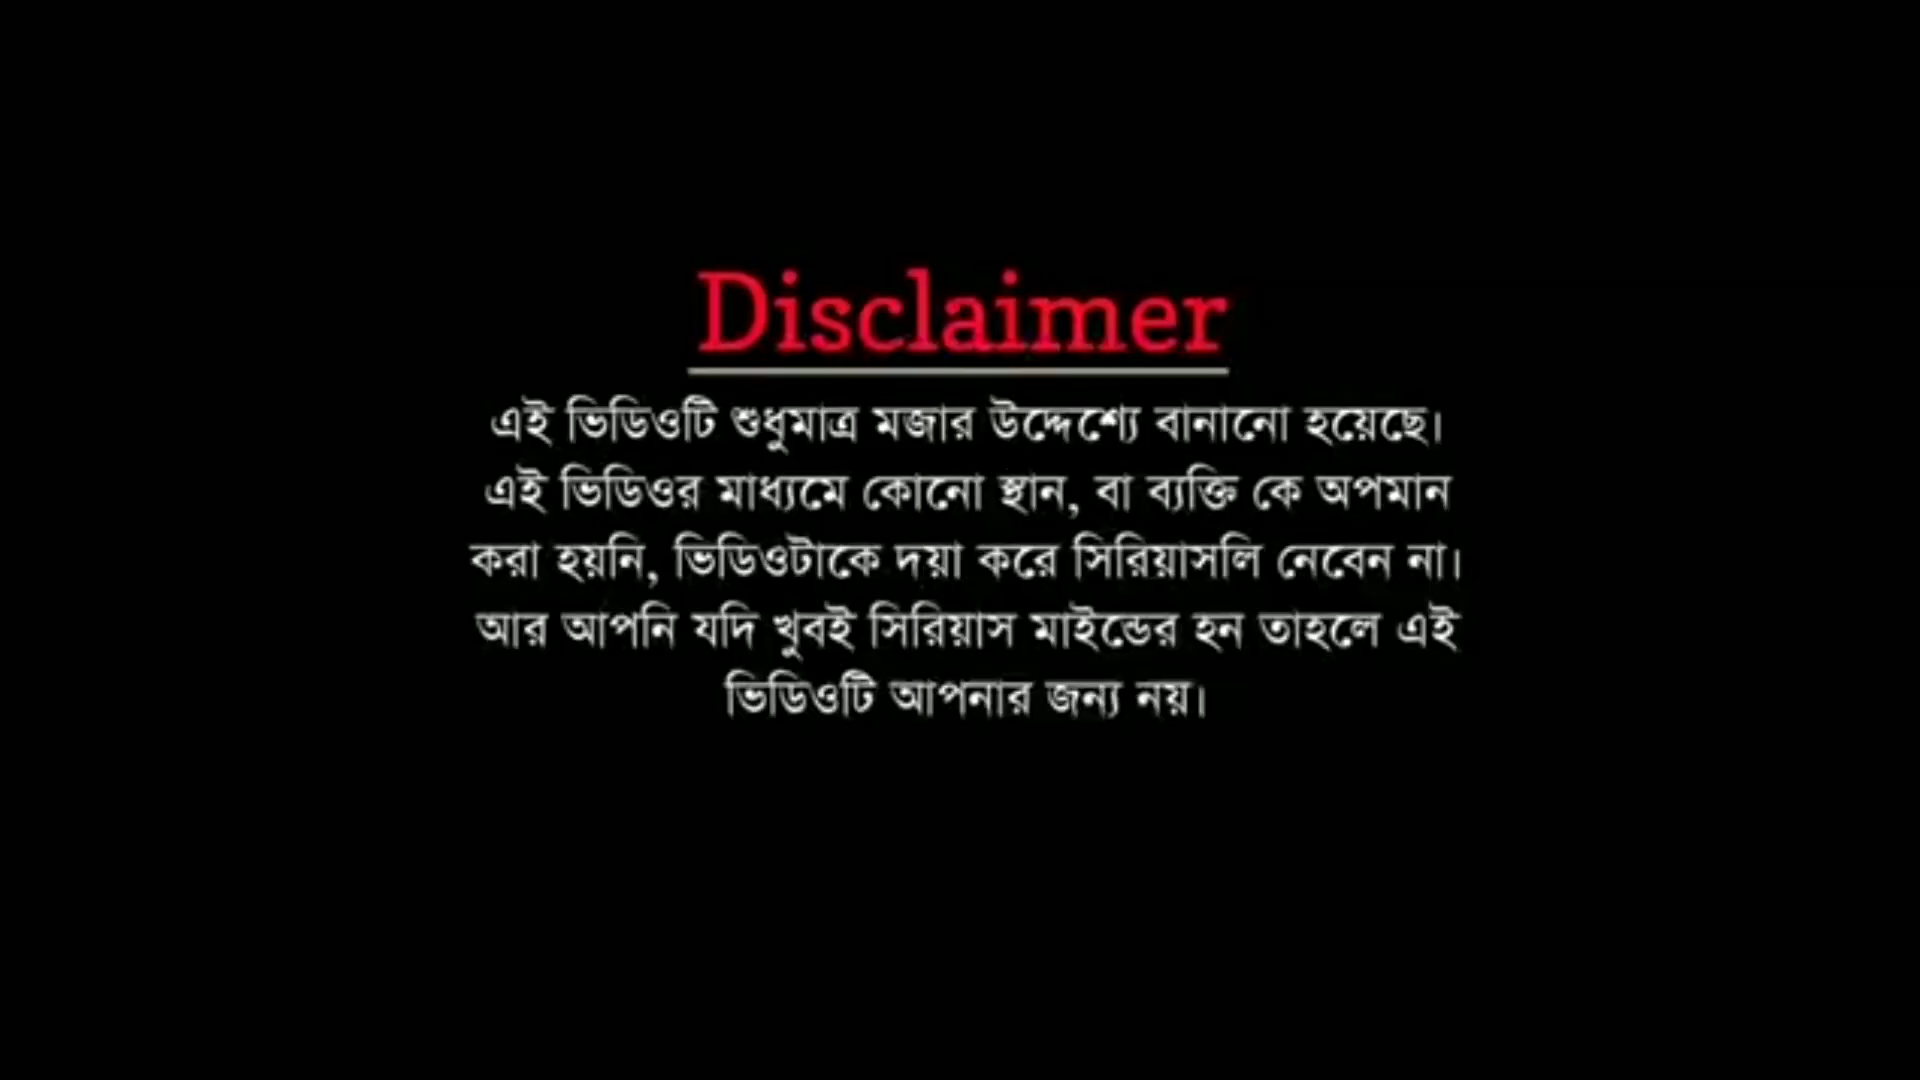 Disclaimer
এই ভিডিওটি শুধুমাত্র মজার উদ্দেশ্যে বানানো হয়েছে।
এই ভিডিওর মাধ্যমে কোনো স্থান, বা ব্যক্তি কে অপমান
করা হয়নি, ভিডিওটাকে দয়া করে সিরিয়াসলি নেবেন না।
আর আপনি যদি খুবই সিরিয়াস মাইন্ডের হন তাহলে এই
ভিডিওটি আপনার জন্য নয়।